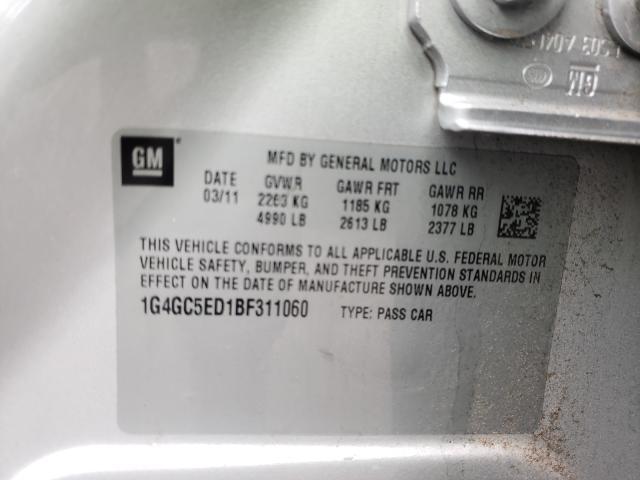 GM
MFD BY GENERAL MOTORS LLC
DATE GVWR GAWR FRT GAWR RR
03/11 2263 KG 1185 KG 1078 KG
4990 LB 2613 LB 2377 LB
THIS VEHICLE CONFORMS TO ALL APPLICABLE U.S. FEDERAL MOTOR
VEHICLE SAFETY, BUMPER, AND THEFT PREVENTION STANDARDS IN
EFFECT ON THE DATE OF MANUFACTURE SHOWN ABOVE.
1G4GC5ED1BF311060 TYPE: PASS CAR
GM